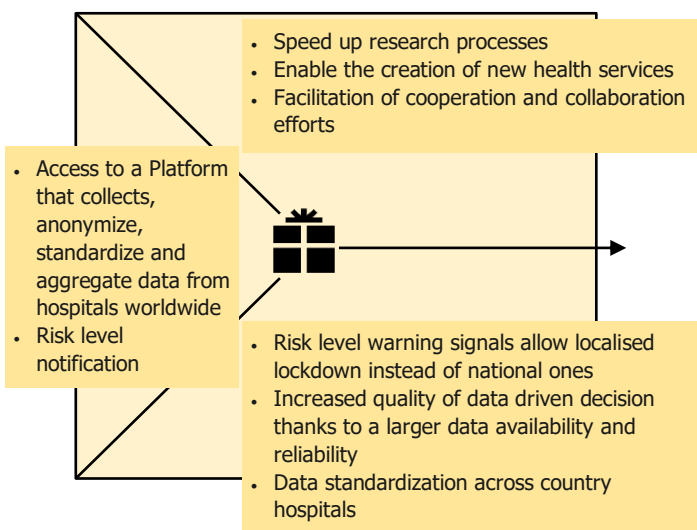 • Speed up research processes
• Enable the creation of new health services
• Facilitation of cooperation and collaboration
efforts
• Access to a Platform
that collects,
anonymize,
standardize and
aggregate data from
hospitals worldwide
• Risk level
notification
• Risk level warning signals allow localised
lockdown instead of national ones
• Increased quality of data driven decision
thanks to a larger data availability and
reliability
• Data standardization across country
hospitals